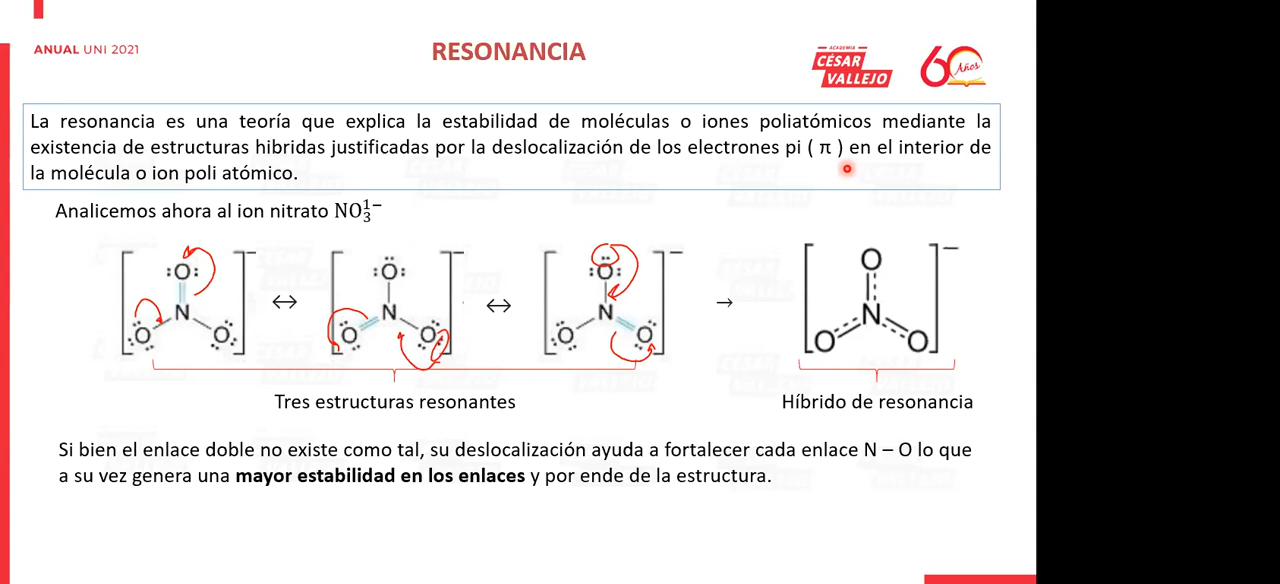 ANUAL UNI 2021
RESONANCIA
ACADEMIA
CÉSAR
VALLEJO
60 Años
La resonancia es una teoría que explica la estabilidad de moléculas o iones poliatómicos mediante la
existencia de estructuras hibridas justificadas por la deslocalización de los electrones pi ( π ) en el interior de
la molécula o ion poli atómico.
Analicemos ahora al ion nitrato NO₃¹⁻
[ :O: N O O ]⁻ ↔ [ :O: N O O ]⁻ ↔ [ :O: N O O ]⁻ → [ O N O O ]⁻
Tres estructuras resonantes Híbrido de resonancia
Si bien el enlace doble no existe como tal, su deslocalización ayuda a fortalecer cada enlace N – O lo que
a su vez genera una mayor estabilidad en los enlaces y por ende de la estructura.